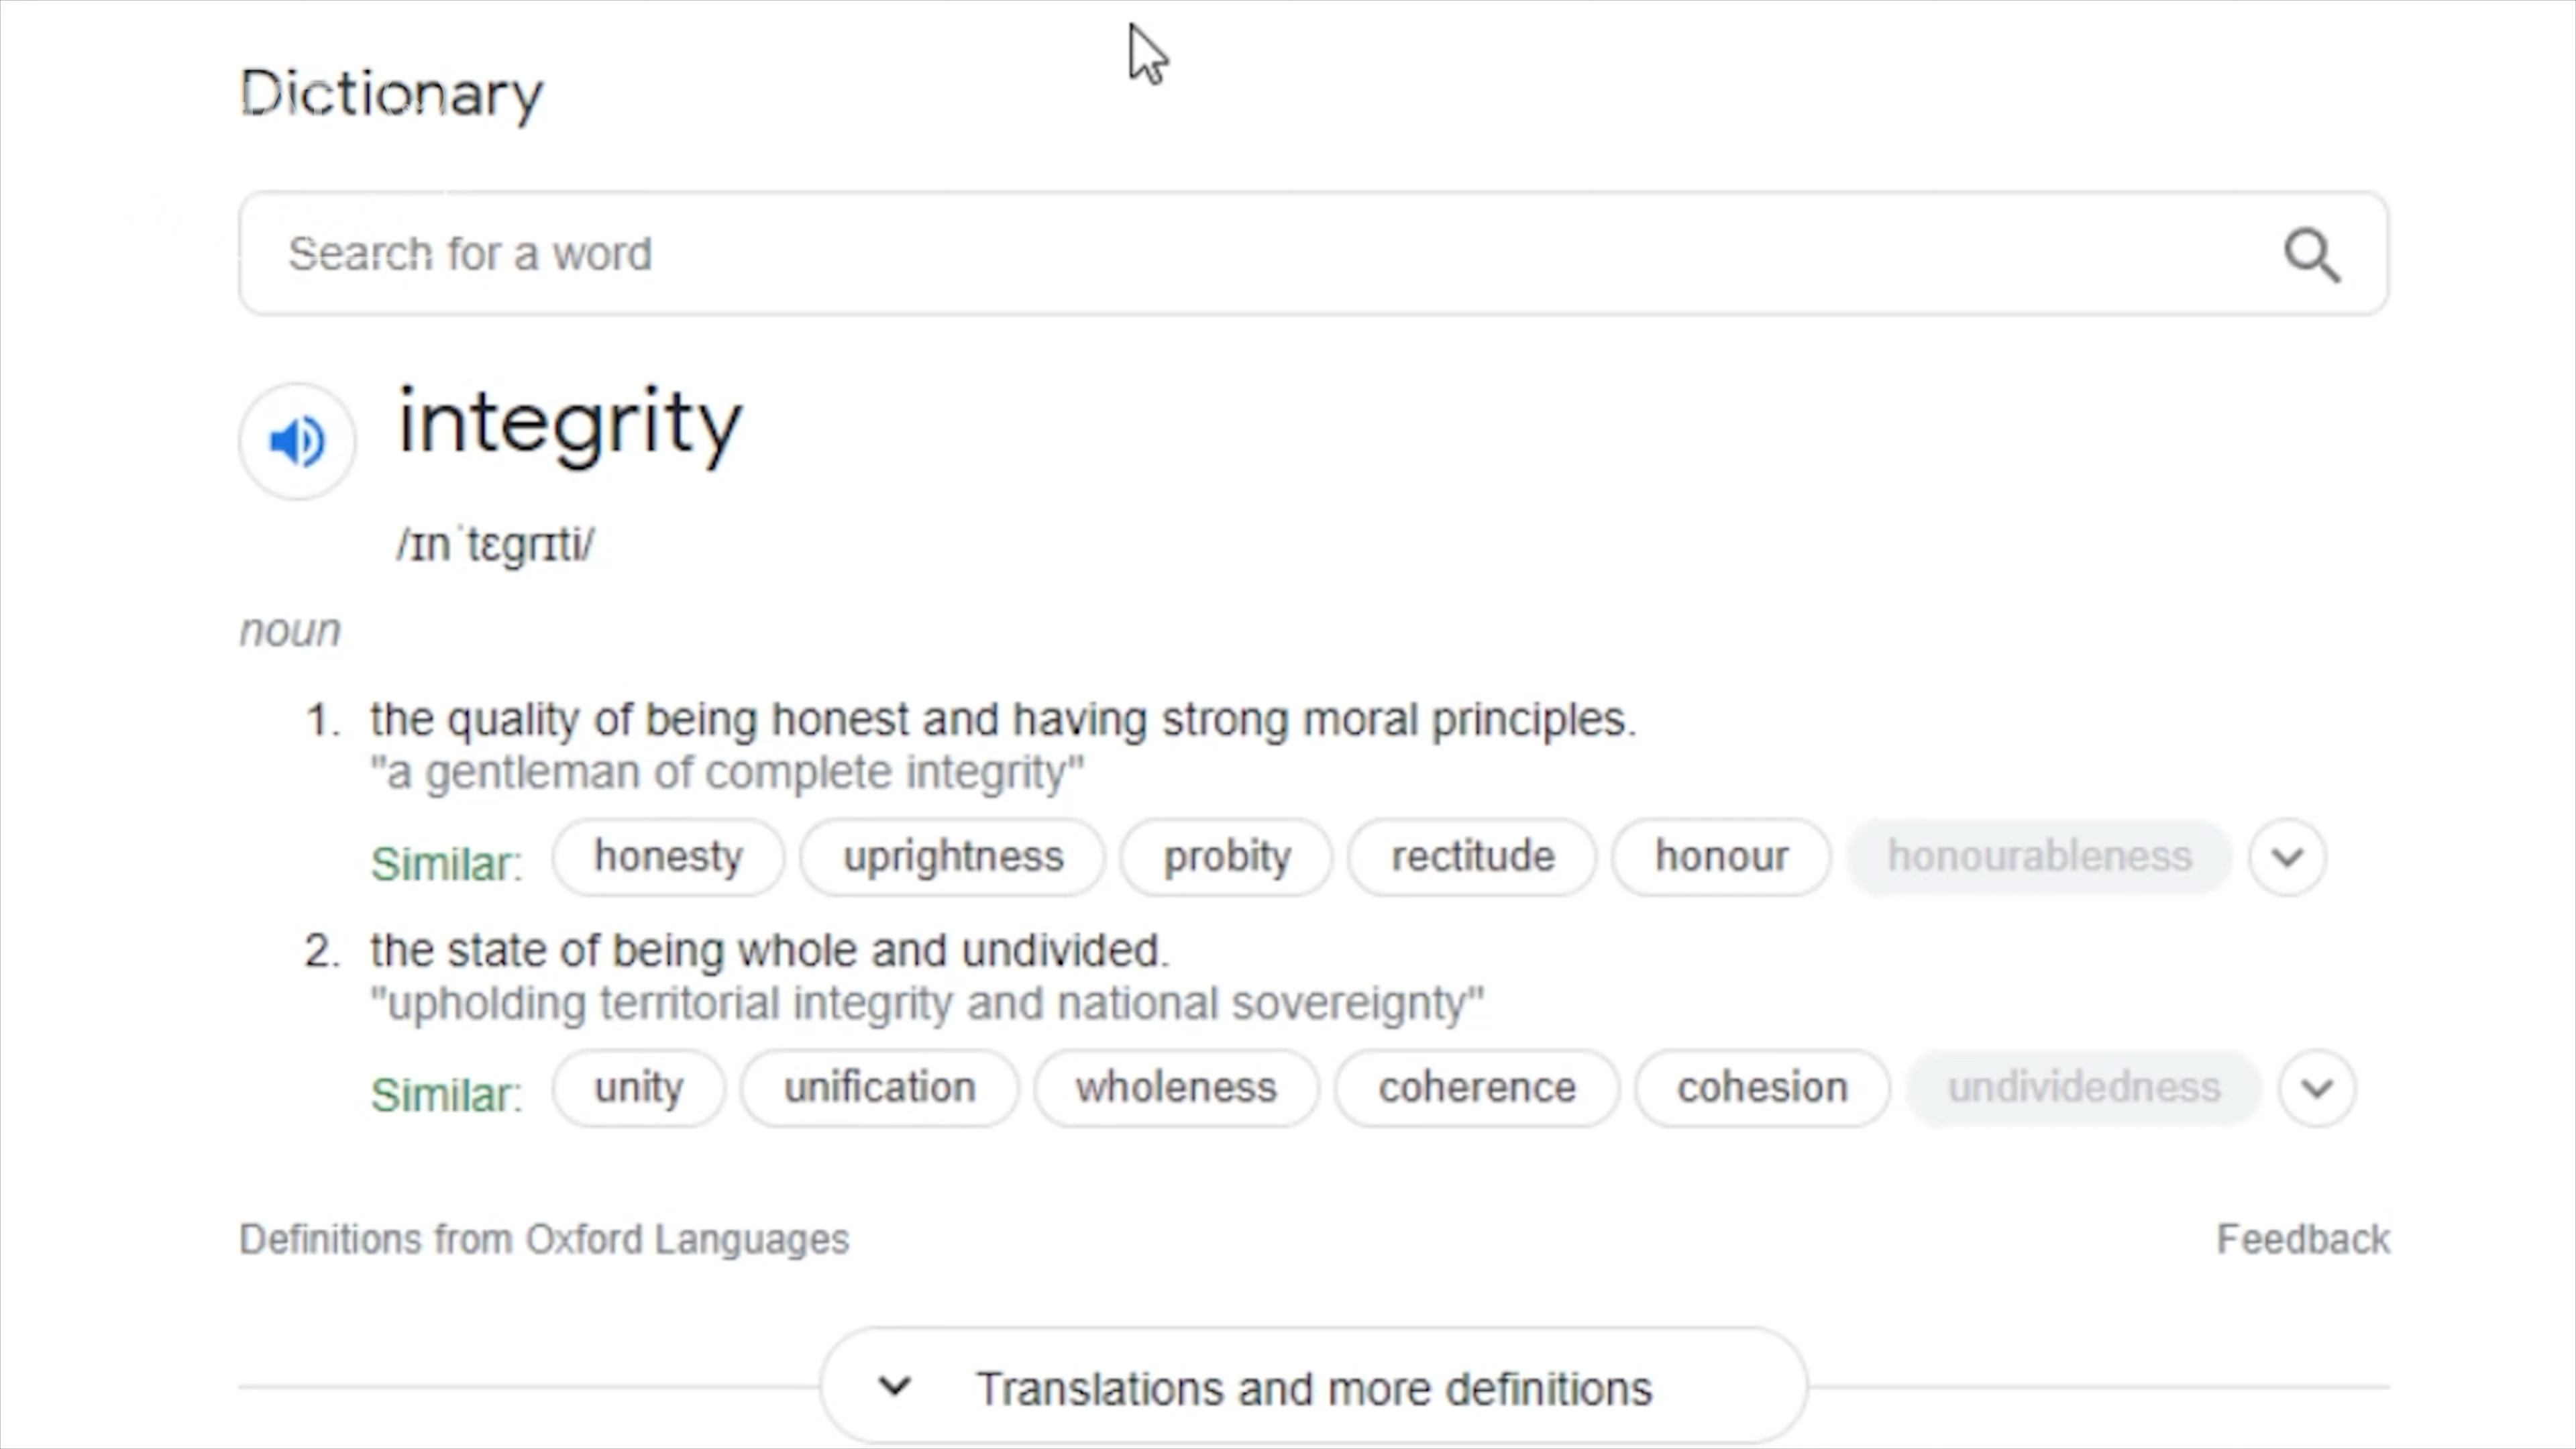 Dictionary
Search for a word
integrity
/ɪnˈtɛɡrɪti/
noun
1. the quality of being honest and having strong moral principles.
"a gentleman of complete integrity"
Similar: honesty uprightness probity rectitude honour honourableness
2. the state of being whole and undivided.
"upholding territorial integrity and national sovereignty"
Similar: unity unification wholeness coherence cohesion undividedness
Definitions from Oxford Languages Feedback
Translations and more definitions